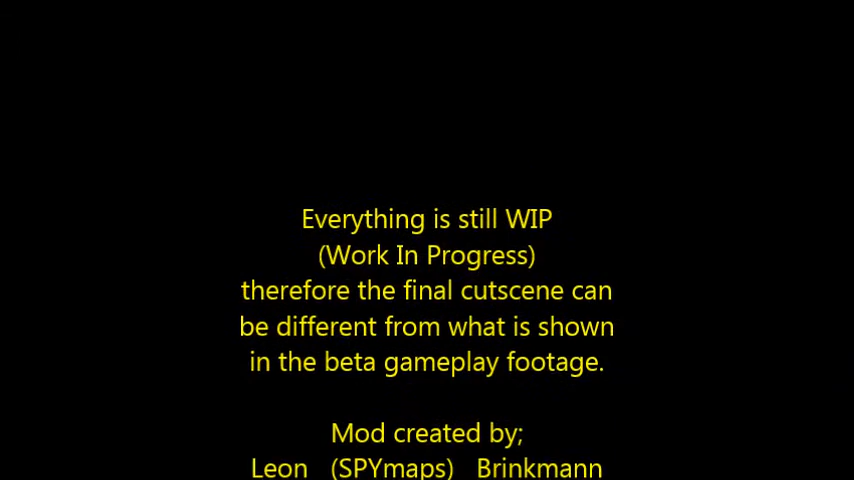 Everything is still WIP
(Work In Progress)
therefore the final cutscene can
be different from what is shown
in the beta gameplay footage.
Mod created by;
Leon (SPYmaps) Brinkmann